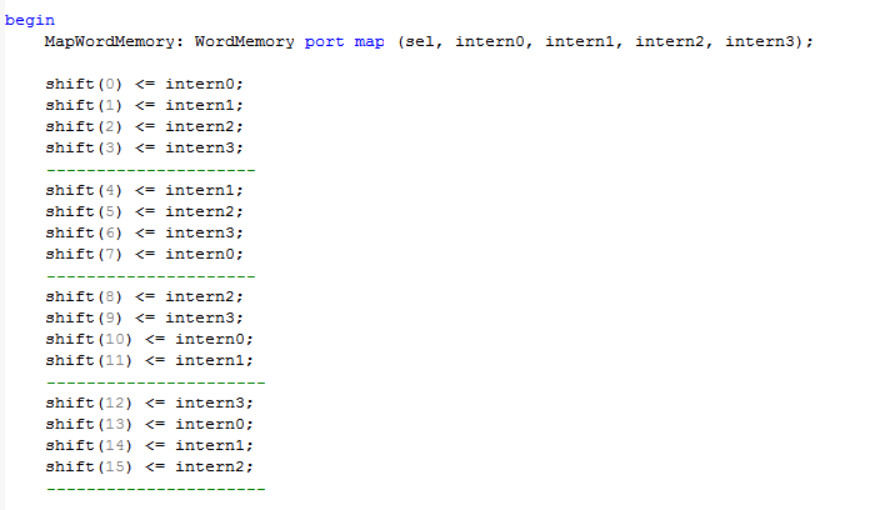 begin
    MapWordMemory: WordMemory port map (sel, intern0, intern1, intern2, intern3);
    shift(0) <= intern0;
    shift(1) <= intern1;
    shift(2) <= intern2;
    shift(3) <= intern3;
    ---------------------
    shift(4) <= intern1;
    shift(5) <= intern2;
    shift(6) <= intern3;
    shift(7) <= intern0;
    ---------------------
    shift(8) <= intern2;
    shift(9) <= intern3;
    shift(10) <= intern0;
    shift(11) <= intern1;
    ----------------------
    shift(12) <= intern3;
    shift(13) <= intern0;
    shift(14) <= intern1;
    shift(15) <= intern2;
    ----------------------